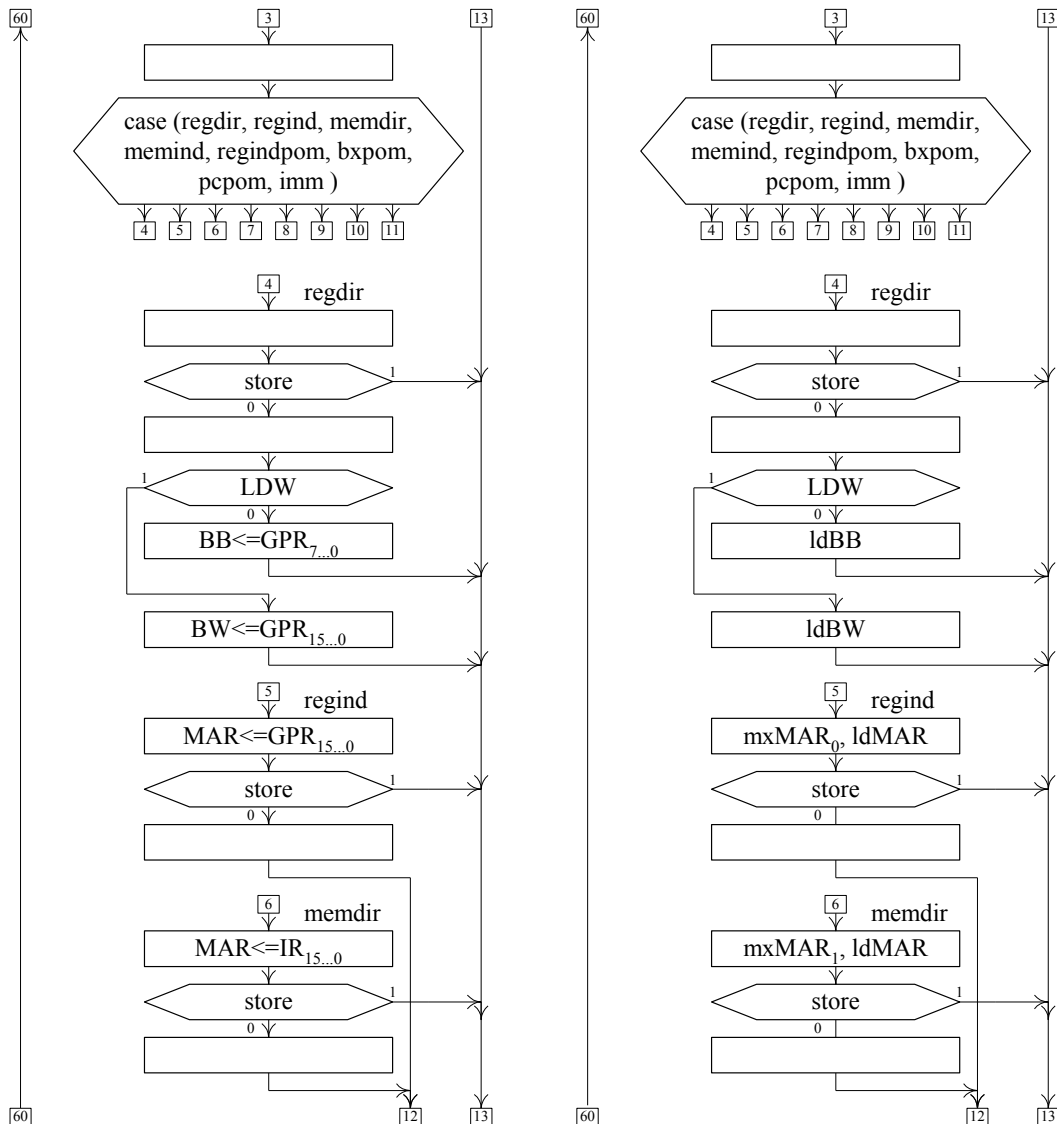 60 3 13
case (regdir, regind, memdir,
memind, regindpom, bxpom,
pcpom, imm )
4 5 6 7 8 9 10 11
4 regdir
store 1
0
1 LDW
0
BB<=GPR7...0
BW<=GPR15...0
5 regind
MAR<=GPR15...0
store 1
0
6 memdir
MAR<=IR15...0
store 1
0
60 12 13
60 3 13
case (regdir, regind, memdir,
memind, regindpom, bxpom,
pcpom, imm )
4 5 6 7 8 9 10 11
4 regdir
store 1
0
1 LDW
0
ldBB
ldBW
5 regind
mxMAR0, ldMAR
store 1
0
6 memdir
mxMAR1, ldMAR
store 1
0
60 12 13